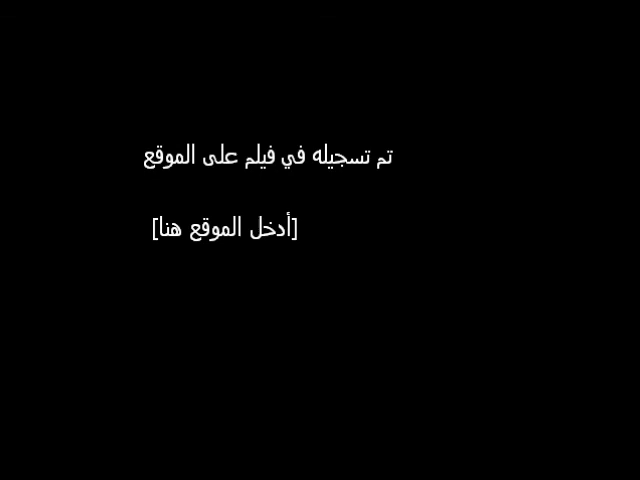 تم تسجيله في فيلم على الموقع
[أدخل الموقع هنا]